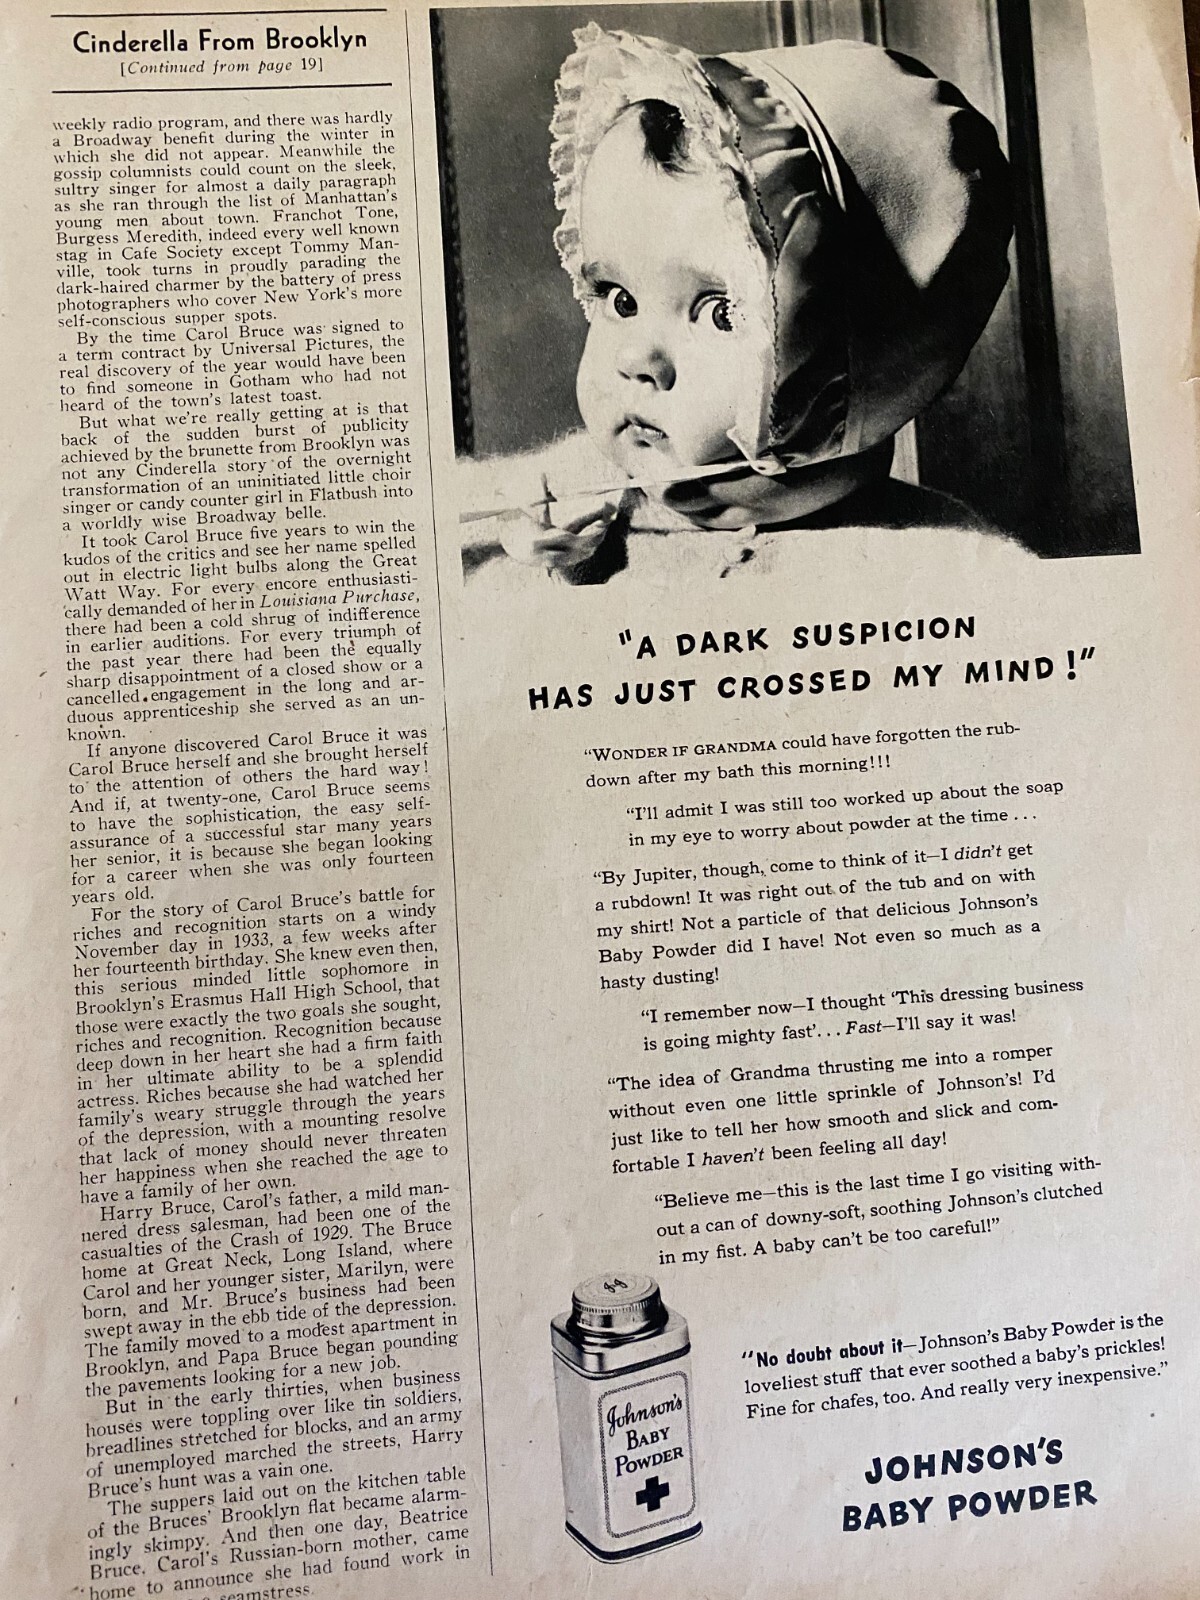 Cinderella From Brooklyn
[Continued from page 19]
weekly radio program, and there was hardly
a Broadway benefit during the winter in
which she did not appear. Meanwhile the
gossip columnists could count on the sleek,
sultry singer for almost a daily paragraph
as she ran through the list of Manhattan's
young men about town. Franchot Tone,
Burgess Meredith, indeed every well known
stag in Cafe Society except Tommy Man-
ville, took turns in proudly parading the
dark-haired charmer by the battery of press
photographers who cover New York's more
self-conscious supper spots.
By the time Carol Bruce was signed to
a term contract by Universal Pictures, the
real discovery of the year would have been
to find someone in Gotham who had not
heard of the town's latest toast.
But what we're really getting at is that
back of the sudden burst of publicity
achieved by the brunette from Brooklyn was
not any Cinderella story of the overnight
transformation of an uninitiated little choir
singer or candy counter girl in Flatbush into
a worldly wise Broadway belle.
It took Carol Bruce five years to win the
kudos of the critics and see her name spelled
out in electric light bulbs along the Great
Watt Way. For every encore enthusiasti-
cally demanded of her in Louisiana Purchase,
there had been a cold shrug of indifference
in earlier auditions. For every triumph of
the past year there had been the equally
sharp disappointment of a closed show or a
cancelled engagement in the long and ar-
duous apprenticeship she served as an un-
known.
If anyone discovered Carol Bruce it was
Carol Bruce herself and she brought herself
to the attention of others the hard way!
And if, at twenty-one, Carol Bruce seems
to have the sophistication, the easy self-
assurance of a successful star many years
her senior, it is because she began looking
for a career when she was only fourteen
years old.
For the story of Carol Bruce's battle for
riches and recognition starts on a windy
November day in 1933, a few weeks after
her fourteenth birthday. She knew even then,
this serious minded little sophomore in
Brooklyn's Erasmus Hall High School, that
those were exactly the two goals she sought,
riches and recognition. Recognition because
deep down in her heart she had a firm faith
in her ultimate ability to be a splendid
actress. Riches because she had watched her
family's weary struggle through the years
of the depression, with a mounting resolve
that lack of money should never threaten
her happiness when she reached the age to
have a family of her own.
Harry Bruce, Carol's father, a mild man-
nered dress salesman, had been one of the
casualties of the Crash of 1929. The Bruce
home at Great Neck, Long Island, where
Carol and her younger sister, Marilyn, were
born, and Mr. Bruce's business had been
swept away in the ebb tide of the depression.
The family moved to a modest apartment in
Brooklyn, and Papa Bruce began pounding
the pavements looking for a new job.
But in the early thirties, when business
houses were toppling over like tin soldiers,
breadlines stretched for blocks, and an army
of unemployed marched the streets, Harry
Bruce's hunt was a vain one.
The suppers laid out on the kitchen table
of the Bruces' Brooklyn flat became alarm-
ingly skimpy. And then one day, Beatrice
Bruce, Carol's Russian-born mother, came
home to announce she had found work in
seamstress.
"A DARK SUSPICION
HAS JUST CROSSED MY MIND!"
"WONDER IF GRANDMA could have forgotten the rub-
down after my bath this morning!!!
"I'll admit I was still too worked up about the soap
in my eye to worry about powder at the time...
"By Jupiter, though, come to think of it—I didn't get
a rubdown! It was right out of the tub and on with
my shirt! Not a particle of that delicious Johnson's
Baby Powder did I have! Not even so much as a
hasty dusting!
"I remember now—I thought 'This dressing business
is going mighty fast'... Fast—I'll say it was!
"The idea of Grandma thrusting me into a romper
without even one little sprinkle of Johnson's! I'd
just like to tell her how smooth and slick and com-
fortable I haven't been feeling all day!
"Believe me—this is the last time I go visiting with-
out a can of downy-soft, soothing Johnson's clutched
in my fist. A baby can't be too careful!"
"No doubt about it—Johnson's Baby Powder is the
loveliest stuff that ever soothed a baby's prickles!
Fine for chafes, too. And really very inexpensive."
Johnson's
BABY
POWDER
JOHNSON'S
BABY POWDER